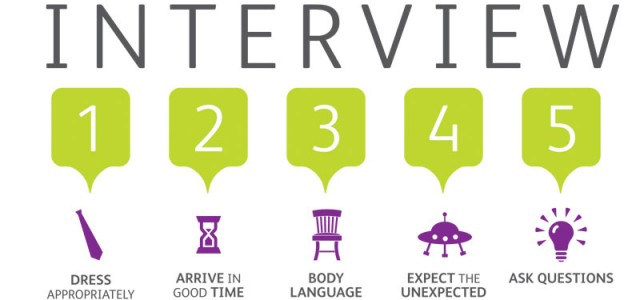 INTERVIEW
1
2
3
4
5
DRESS
APPROPRIATELY
ARRIVE IN
GOOD TIME
BODY
LANGUAGE
EXPECT THE
UNEXPECTED
ASK QUESTIONS